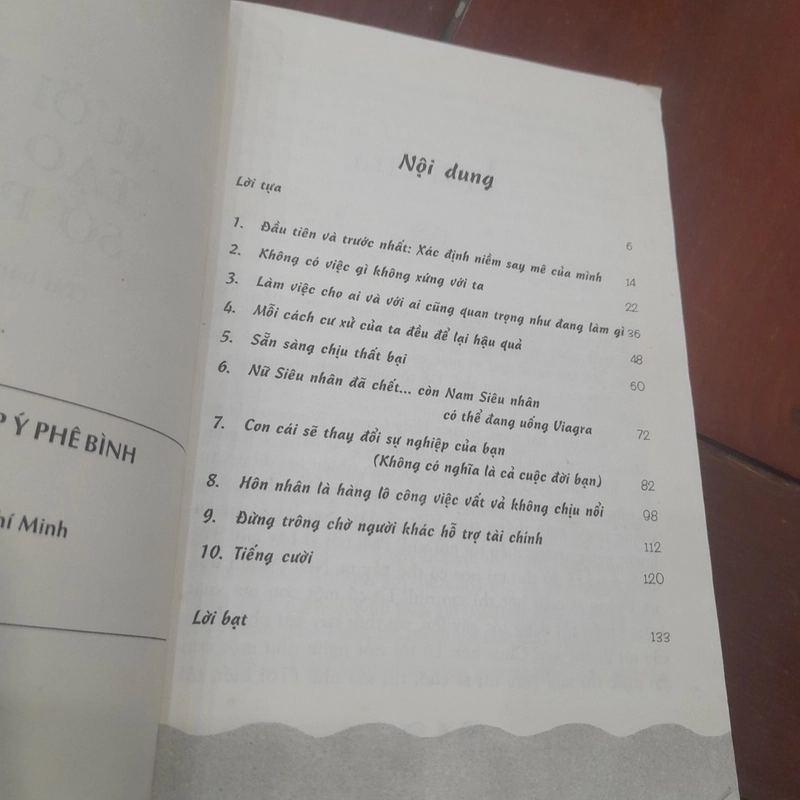 P Ý PHÊ BÌNH
hí Minh
Nội dung
Lời tựa 6
1. Đầu tiên và trước nhất: Xác định niềm say mê của mình 14
2. Không có việc gì không xứng với ta 22
3. Làm việc cho ai và với ai cũng quan trọng như đang làm gì 36
4. Mỗi cách cư xử của ta đều để lại hậu quả 48
5. Sẵn sàng chịu thất bại 60
6. Nữ Siêu nhân đã chết... còn Nam Siêu nhân
có thể đang uống Viagra 72
7. Con cái sẽ thay đổi sự nghiệp của bạn
(Không có nghĩa là cả cuộc đời bạn) 82
8. Hôn nhân là hàng lô công việc vất vả không chịu nổi 98
9. Đừng trông chờ người khác hỗ trợ tài chính 112
10. Tiếng cười 120
Lời bạt 133